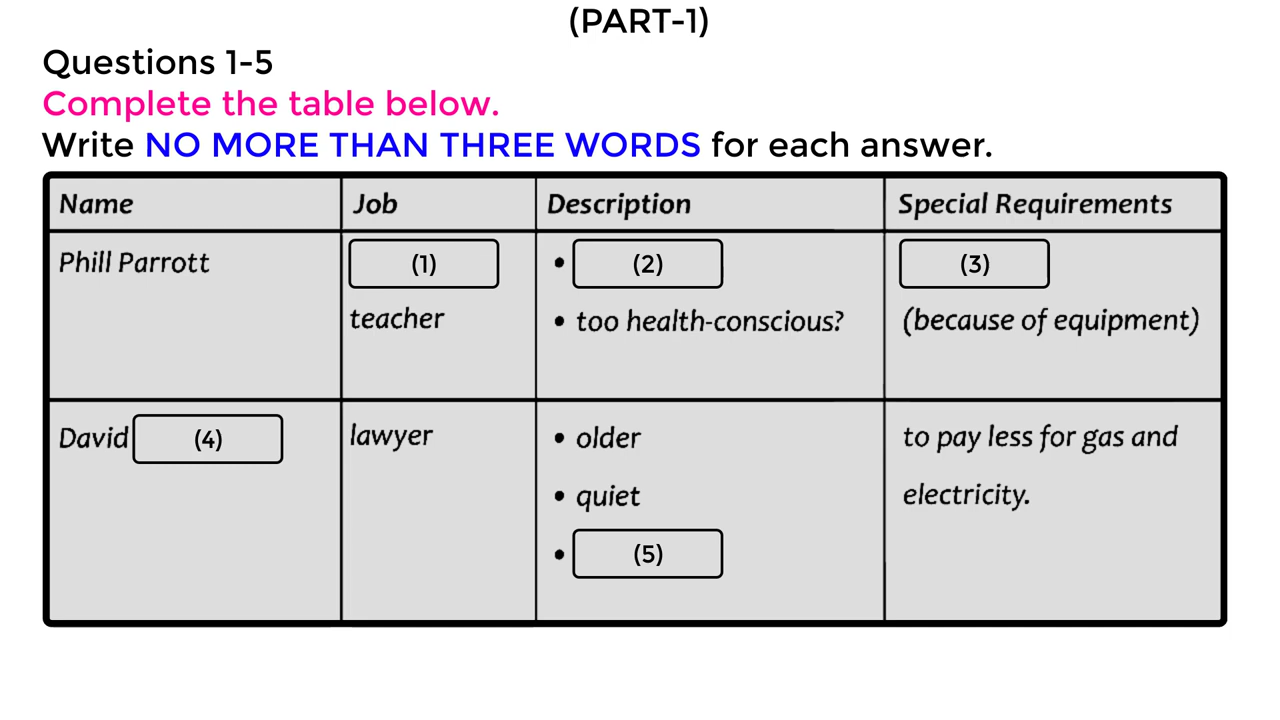 (PART-1)
Questions 1-5
Complete the table below.
Write NO MORE THAN THREE WORDS for each answer.
Name Job Description Special Requirements
Phill Parrott (1) • (2) (3)
teacher • too health-conscious? (because of equipment)
David (4) lawyer • older to pay less for gas and
• quiet electricity.
• (5)